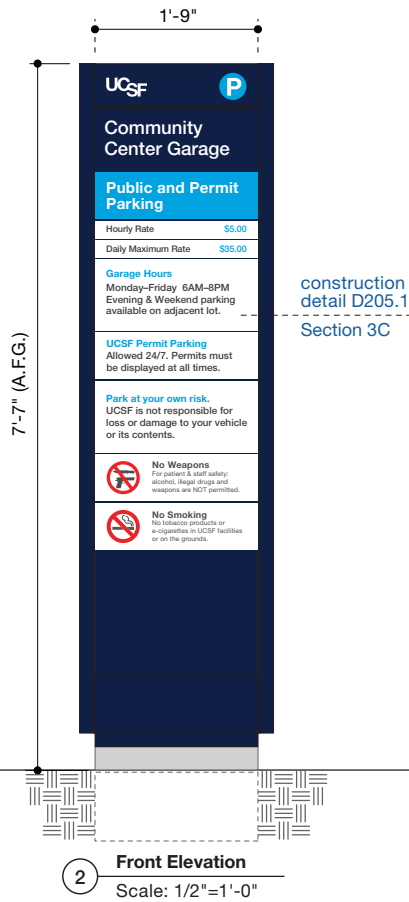 1'-9"
UCSF
P
Community
Center Garage
Public and Permit
Parking
Hourly Rate $5.00
Daily Maximum Rate $35.00
Garage Hours
Monday–Friday 6AM–8PM
Evening & Weekend parking
available on adjacent lot.
construction
detail D205.1
Section 3C
UCSF Permit Parking
Allowed 24/7. Permits must
be displayed at all times.
7'-7" (A.F.G.)
Park at your own risk.
UCSF is not responsible for
loss or damage to your vehicle
or its contents.
No Weapons
For patient & staff safety:
alcohol, illegal drugs and
weapons are NOT permitted.
No Smoking
No tobacco products or
e-cigarettes in UCSF facilities
or on the grounds.
2
Front Elevation
Scale: 1/2"=1'-0"